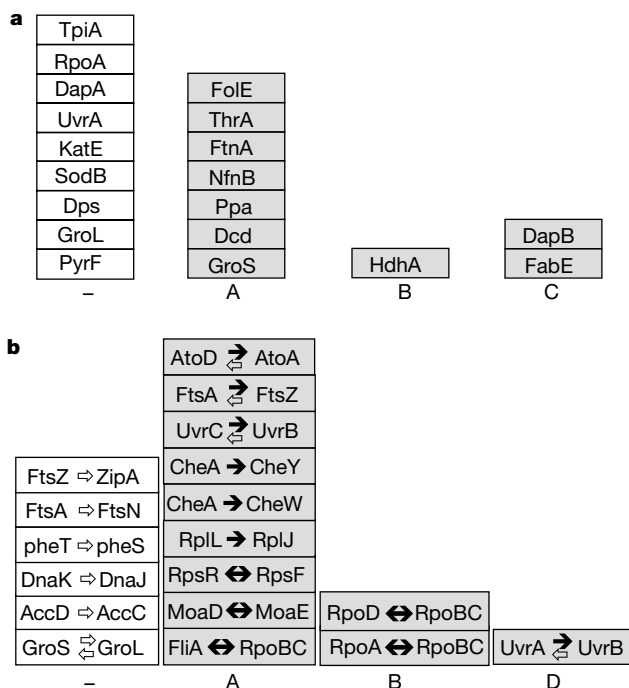 a
TpiA
RpoA
DapA FolE
UvrA ThrA
KatE FtnA
SodB NfnB
Dps Ppa
GroL Dcd DapB
PyrF GroS HdhA FabE
– A B C
b
AtoD ⇄ AtoA
FtsA ⇄ FtsZ
UvrC ⇄ UvrB
FtsZ ⇨ ZipA CheA → CheY
FtsA ⇨ FtsN CheA → CheW
pheT ⇨ pheS RplL → RplJ
DnaK ⇨ DnaJ RpsR ↔ RpsF
AccD ⇨ AccC MoaD ↔ MoaE RpoD ↔ RpoBC
GroS ⇄ GroL FliA ↔ RpoBC RpoA ↔ RpoBC UvrA ⇄ UvrB
– A B D